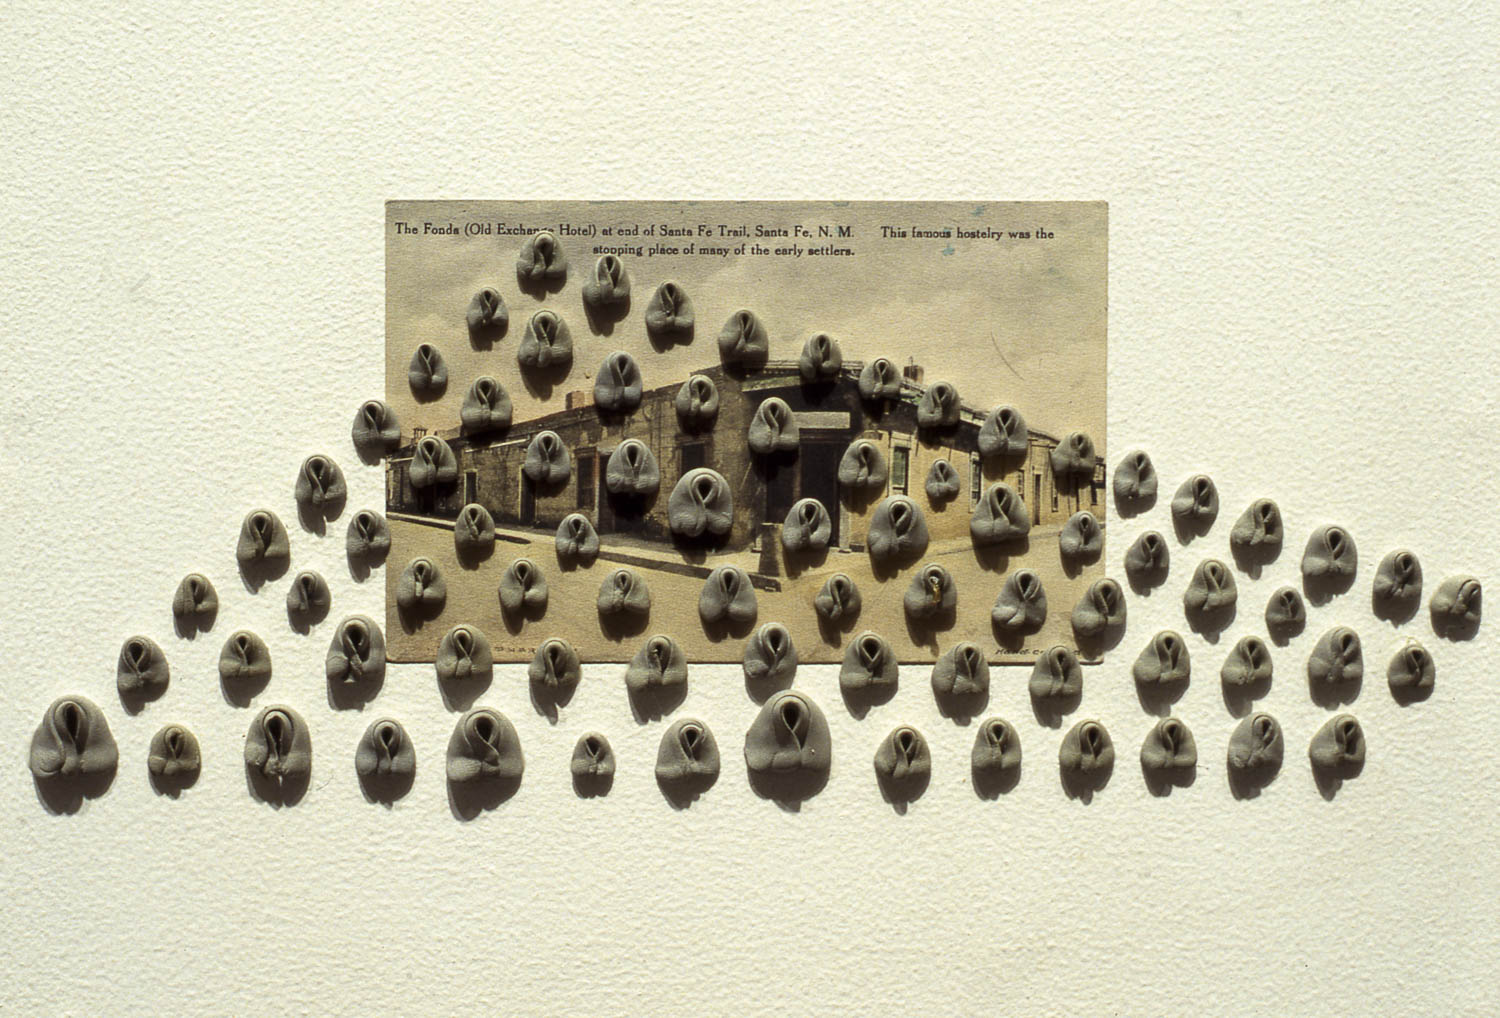 The Fonda (Old Exchange Hotel) at end of Santa Fe Trail, Santa Fe, N. M. This famous hostelry was the
stopping place of many of the early settlers.